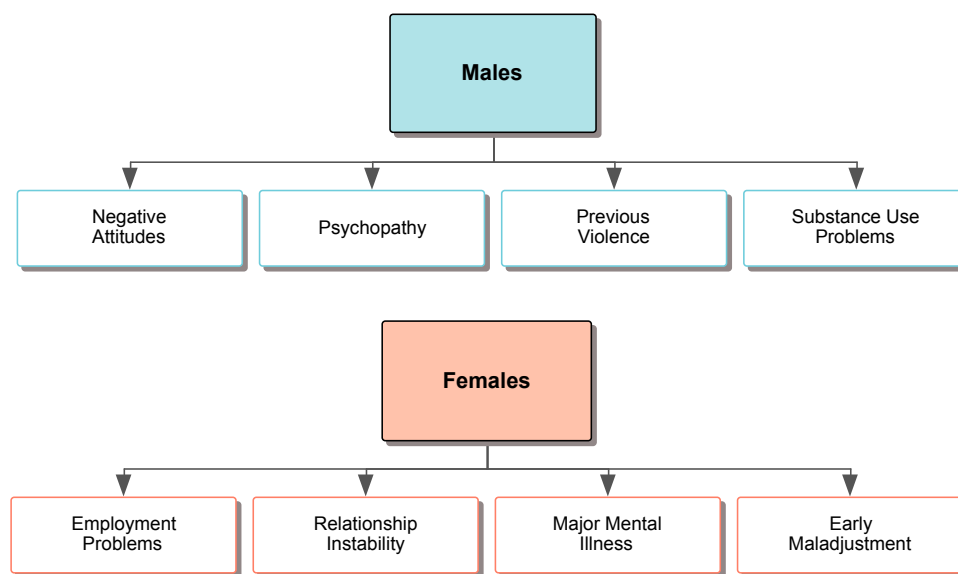 Males
Negative
Attitudes
Psychopathy
Previous
Violence
Substance Use
Problems
Females
Employment
Problems
Relationship
Instability
Major Mental
Illness
Early
Maladjustment